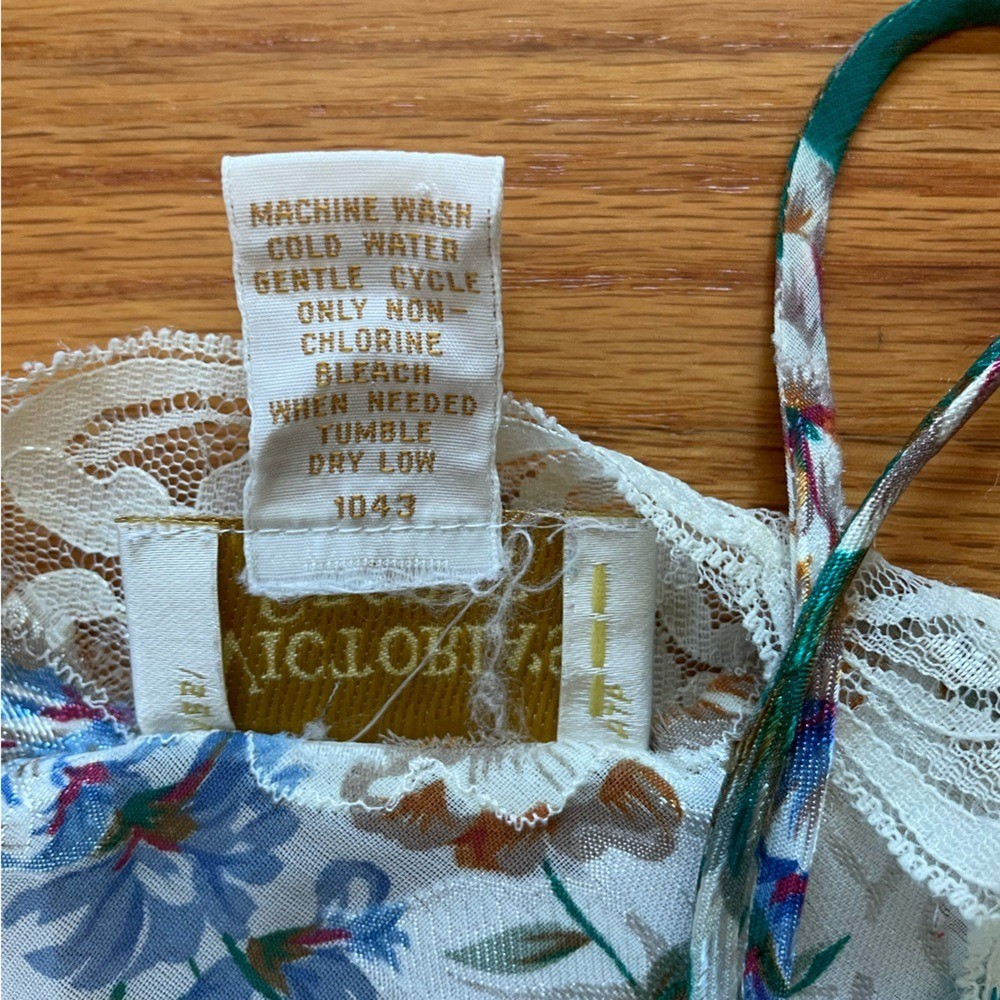 MACHINE WASH
COLD WATER
GENTLE CYCLE
ONLY NON-
CHLORINE
BLEACH
WHEN NEEDED
TUMBLE
DRY LOW
1043